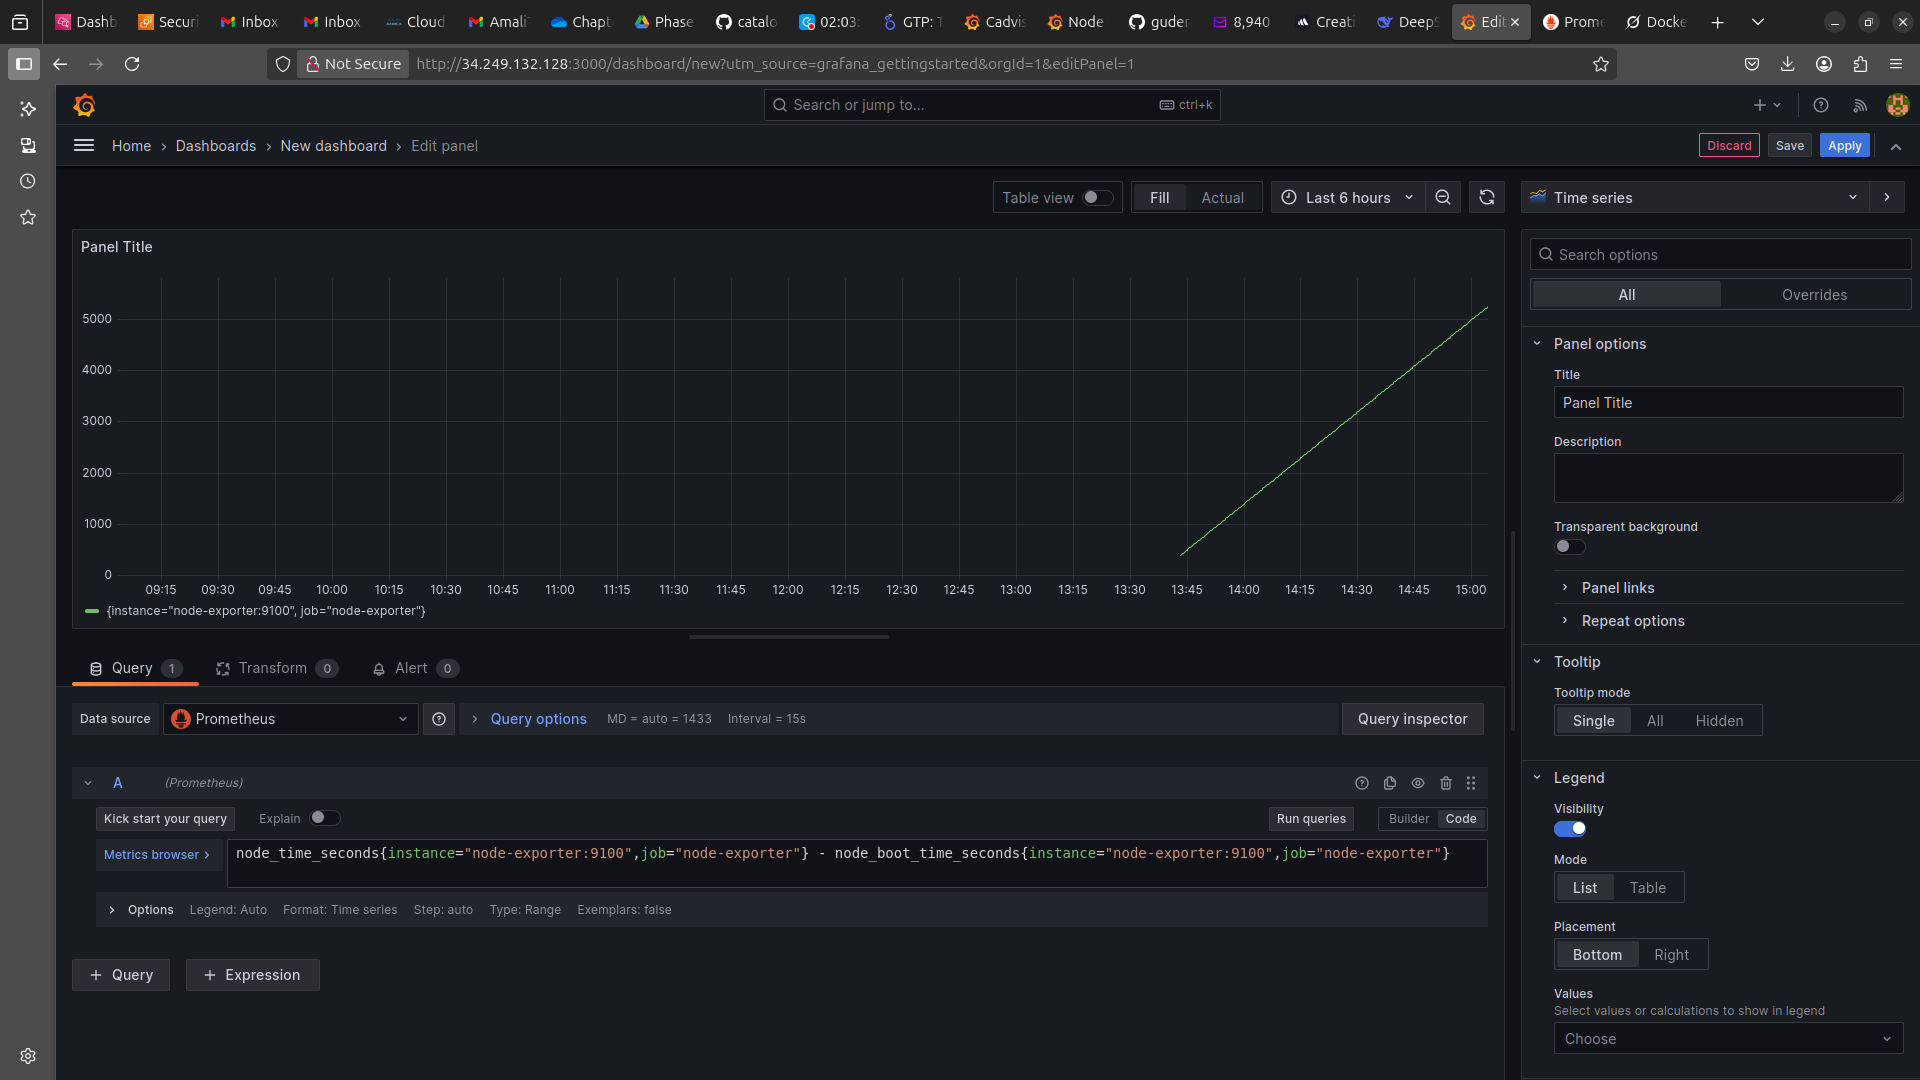 Dashb
Securi
Inbox
Inbox
Cloud
Amali
Chapt
Phase
catalo
02:03:
GTP: T
Cadvis
Node
guder
8,940
Creati
DeepS
Edit
Prome
Docke
Not Secure
http://34.249.132.128:3000/dashboard/new?utm_source=grafana_gettingstarted&orgId=1&editPanel=1
Search or jump to...
ctrl+k
Home › Dashboards › New dashboard › Edit panel
Discard
Save
Apply
Table view
Fill
Actual
Last 6 hours
Time series
Panel Title
5000
4000
3000
2000
1000
0
09:15 09:30 09:45 10:00 10:15 10:30 10:45 11:00 11:15 11:30 11:45 12:00 12:15 12:30 12:45 13:00 13:15 13:30 13:45 14:00 14:15 14:30 14:45 15:00
{instance="node-exporter:9100", job="node-exporter"}
Query 1
Transform 0
Alert 0
Data source
Prometheus
Query options
MD = auto = 1433
Interval = 15s
Query inspector
A
(Prometheus)
Kick start your query
Explain
Run queries
Builder
Code
Metrics browser >
node_time_seconds{instance="node-exporter:9100",job="node-exporter"} - node_boot_time_seconds{instance="node-exporter:9100",job="node-exporter"}
Options
Legend: Auto
Format: Time series
Step: auto
Type: Range
Exemplars: false
+ Query
+ Expression
Search options
All
Overrides
Panel options
Title
Panel Title
Description
Transparent background
Panel links
Repeat options
Tooltip
Tooltip mode
Single
All
Hidden
Legend
Visibility
Mode
List
Table
Placement
Bottom
Right
Values
Select values or calculations to show in legend
Choose